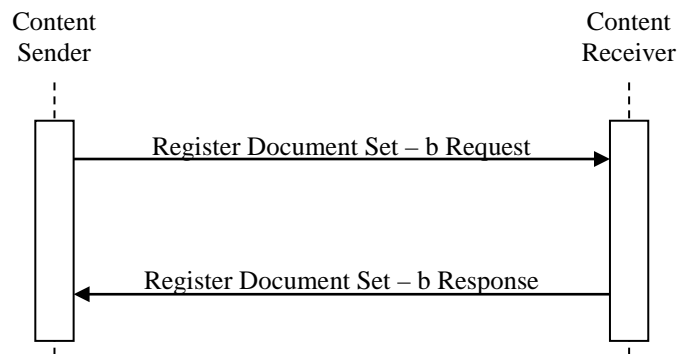 Content
Sender
Content
Receiver
Register Document Set – b Request
Register Document Set – b Response